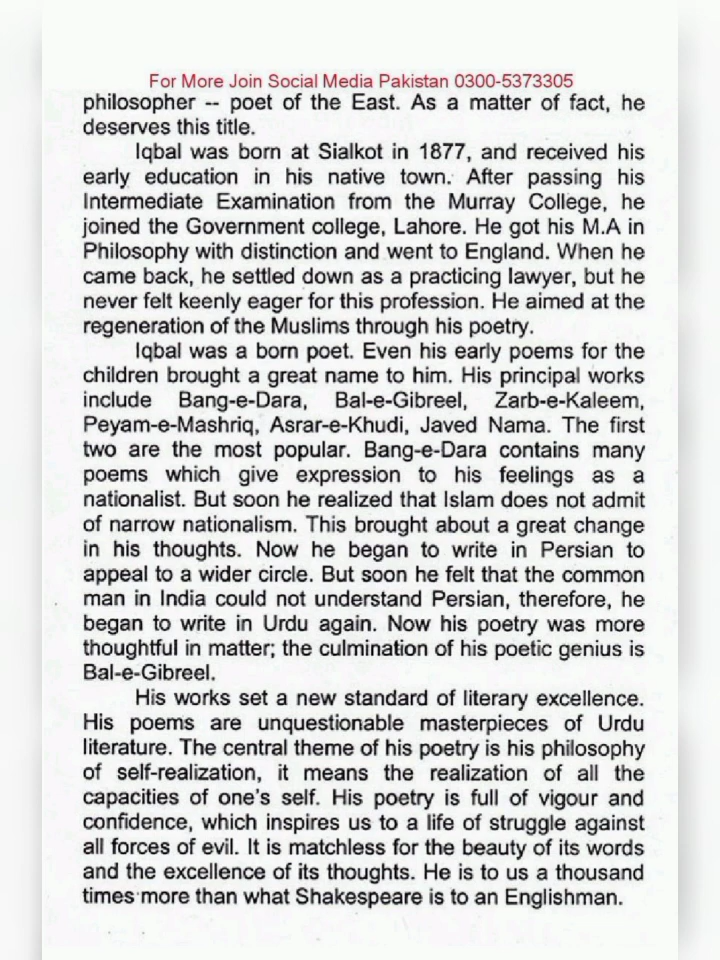 For More Join Social Media Pakistan 0300-5373305
philosopher -- poet of the East. As a matter of fact, he
deserves this title.
Iqbal was born at Sialkot in 1877, and received his
early education in his native town. After passing his
Intermediate Examination from the Murray College, he
joined the Government college, Lahore. He got his M.A in
Philosophy with distinction and went to England. When he
came back, he settled down as a practicing lawyer, but he
never felt keenly eager for this profession. He aimed at the
regeneration of the Muslims through his poetry.
Iqbal was a born poet. Even his early poems for the
children brought a great name to him. His principal works
include Bang-e-Dara, Bal-e-Gibreel, Zarb-e-Kaleem,
Peyam-e-Mashriq, Asrar-e-Khudi, Javed Nama. The first
two are the most popular. Bang-e-Dara contains many
poems which give expression to his feelings as a
nationalist. But soon he realized that Islam does not admit
of narrow nationalism. This brought about a great change
in his thoughts. Now he began to write in Persian to
appeal to a wider circle. But soon he felt that the common
man in India could not understand Persian, therefore, he
began to write in Urdu again. Now his poetry was more
thoughtful in matter; the culmination of his poetic genius is
Bal-e-Gibreel.
His works set a new standard of literary excellence.
His poems are unquestionable masterpieces of Urdu
literature. The central theme of his poetry is his philosophy
of self-realization, it means the realization of all the
capacities of one's self. His poetry is full of vigour and
confidence, which inspires us to a life of struggle against
all forces of evil. It is matchless for the beauty of its words
and the excellence of its thoughts. He is to us a thousand
times more than what Shakespeare is to an Englishman.